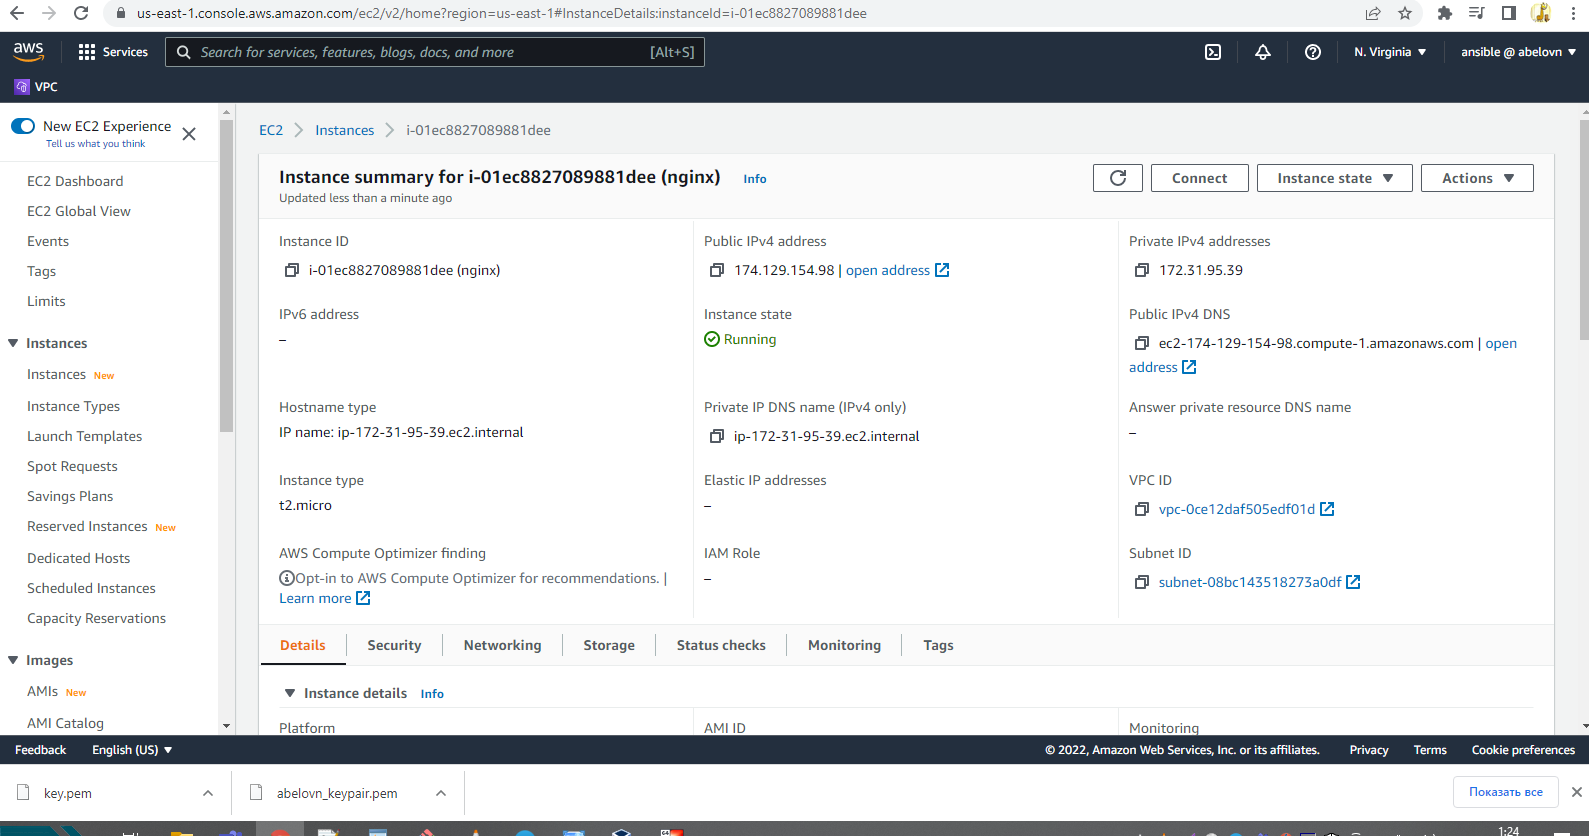 us-east-1.console.aws.amazon.com/ec2/v2/home?region=us-east-1#InstanceDetails:instanceId=i-01ec8827089881dee
aws
Services
Search for services, features, blogs, docs, and more
[Alt+S]
N. Virginia
ansible @ abelovn
VPC
New EC2 Experience
Tell us what you think
EC2 Dashboard
EC2 Global View
Events
Tags
Limits
Instances
Instances New
Instance Types
Launch Templates
Spot Requests
Savings Plans
Reserved Instances New
Dedicated Hosts
Scheduled Instances
Capacity Reservations
Images
AMIs New
AMI Catalog
EC2
Instances
i-01ec8827089881dee
Instance summary for i-01ec8827089881dee (nginx)
Info
Updated less than a minute ago
Connect
Instance state
Actions
Instance ID
i-01ec8827089881dee (nginx)
Public IPv4 address
174.129.154.98 | open address
Private IPv4 addresses
172.31.95.39
IPv6 address
–
Instance state
Running
Public IPv4 DNS
ec2-174-129-154-98.compute-1.amazonaws.com | open
address
Hostname type
IP name: ip-172-31-95-39.ec2.internal
Private IP DNS name (IPv4 only)
ip-172-31-95-39.ec2.internal
Answer private resource DNS name
–
Instance type
t2.micro
Elastic IP addresses
–
VPC ID
vpc-0ce12daf505edf01d
AWS Compute Optimizer finding
Opt-in to AWS Compute Optimizer for recommendations. |
Learn more
IAM Role
–
Subnet ID
subnet-08bc143518273a0df
Details
Security
Networking
Storage
Status checks
Monitoring
Tags
Instance details
Info
Platform
AMI ID
Monitoring
Feedback
English (US)
© 2022, Amazon Web Services, Inc. or its affiliates.
Privacy
Terms
Cookie preferences
key.pem
abelovn_keypair.pem
Показать все
1:24